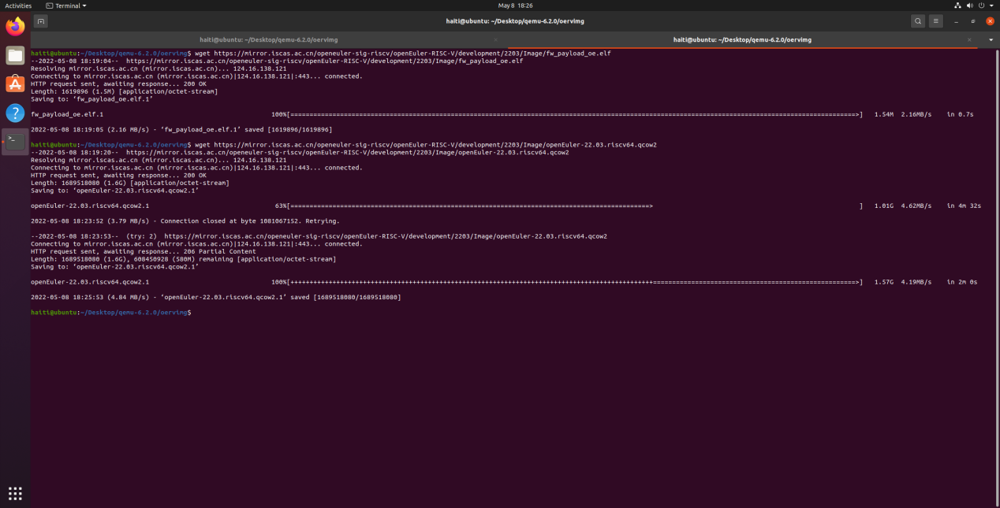 Activities
Terminal
May 8 18:26
haiti@ubuntu: ~/Desktop/qemu-6.2.0/oervimg
haiti@ubuntu: ~/Desktop/qemu-6.2.0/oervimg
haiti@ubuntu: ~/Desktop/qemu-6.2.0/oervimg
haiti@ubuntu:~/Desktop/qemu-6.2.0/oervimg$ wget https://mirror.iscas.ac.cn/openeuler-sig-riscv/openEuler-RISC-V/development/2203/Image/fw_payload_oe.elf
--2022-05-08 18:19:04-- https://mirror.iscas.ac.cn/openeuler-sig-riscv/openEuler-RISC-V/development/2203/Image/fw_payload_oe.elf
Resolving mirror.iscas.ac.cn (mirror.iscas.ac.cn)... 124.16.138.121
Connecting to mirror.iscas.ac.cn (mirror.iscas.ac.cn)|124.16.138.121|:443... connected.
HTTP request sent, awaiting response... 200 OK
Length: 1619896 (1.5M) [application/octet-stream]
Saving to: ‘fw_payload_oe.elf.1’
fw_payload_oe.elf.1 100%[=====================================================>] 1.54M 2.16MB/s in 0.7s
2022-05-08 18:19:05 (2.16 MB/s) - ‘fw_payload_oe.elf.1’ saved [1619896/1619896]
haiti@ubuntu:~/Desktop/qemu-6.2.0/oervimg$ wget https://mirror.iscas.ac.cn/openeuler-sig-riscv/openEuler-RISC-V/development/2203/Image/openEuler-22.03.riscv64.qcow2
--2022-05-08 18:19:20-- https://mirror.iscas.ac.cn/openeuler-sig-riscv/openEuler-RISC-V/development/2203/Image/openEuler-22.03.riscv64.qcow2
Resolving mirror.iscas.ac.cn (mirror.iscas.ac.cn)... 124.16.138.121
Connecting to mirror.iscas.ac.cn (mirror.iscas.ac.cn)|124.16.138.121|:443... connected.
HTTP request sent, awaiting response... 200 OK
Length: 1689518080 (1.6G) [application/octet-stream]
Saving to: ‘openEuler-22.03.riscv64.qcow2.1’
openEuler-22.03.riscv64.qcow2.1 63%[==================================> ] 1.01G 4.62MB/s in 4m 32s
2022-05-08 18:23:52 (3.79 MB/s) - Connection closed at byte 1081067152. Retrying.
--2022-05-08 18:23:53-- (try: 2) https://mirror.iscas.ac.cn/openeuler-sig-riscv/openEuler-RISC-V/development/2203/Image/openEuler-22.03.riscv64.qcow2
Connecting to mirror.iscas.ac.cn (mirror.iscas.ac.cn)|124.16.138.121|:443... connected.
HTTP request sent, awaiting response... 206 Partial Content
Length: 1689518080 (1.6G), 608450928 (580M) remaining [application/octet-stream]
Saving to: ‘openEuler-22.03.riscv64.qcow2.1’
openEuler-22.03.riscv64.qcow2.1 100%[++++++++++++++++++++++++++++++++++===================>] 1.57G 4.19MB/s in 2m 0s
2022-05-08 18:25:53 (4.84 MB/s) - ‘openEuler-22.03.riscv64.qcow2.1’ saved [1689518080/1689518080]
haiti@ubuntu:~/Desktop/qemu-6.2.0/oervimg$